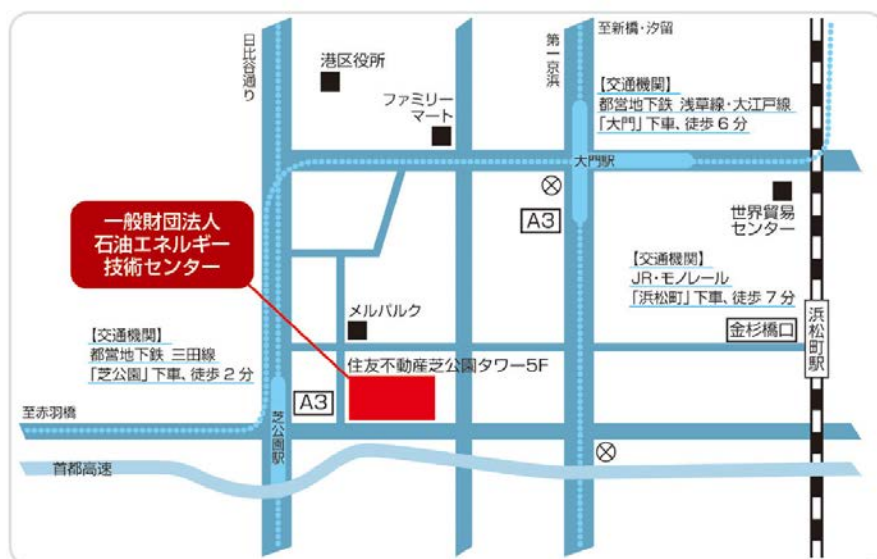 至新橋・汐留
日比谷通り
港区役所
第一京浜
ファミリー
マート
【交通機関】
都営地下鉄 浅草線・大江戸線
「大門」下車、徒歩6分
大門駅
A3
世界貿易
センター
一般財団法人
石油エネルギー
技術センター
【交通機関】
JR・モノレール
「浜松町」下車、徒歩7分
メルパルク
金杉橋口
浜松町駅
【交通機関】
都営地下鉄 三田線
「芝公園」下車、徒歩2分
住友不動産芝公園タワー5F
A3
至赤羽橋
芝公園駅
首都高速